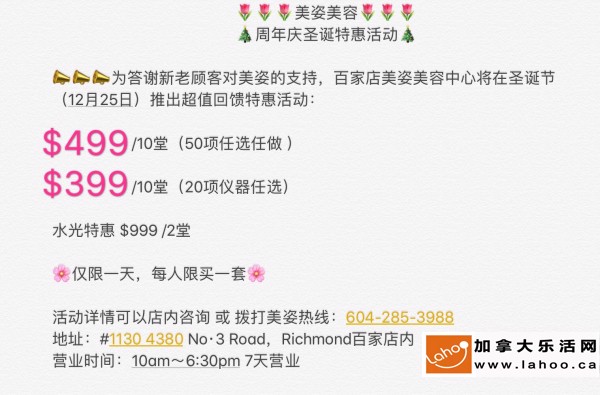 🌷🌷🌷美姿美容🌷🌷🌷
🎄周年庆圣诞特惠活动🎄
📣📣📣为答谢新老顾客对美姿的支持，百家店美姿美容中心将在圣诞节
（12月25日）推出超值回馈特惠活动：
$499/10堂（50项任选任做 ）
$399/10堂（20项仪器任选）
水光特惠 $999 /2堂
🌸仅限一天，每人限买一套🌸
活动详情可以店内咨询 或 拨打美姿热线：604-285-3988
地址：#1130 4380 No·3 Road，Richmond百家店内
营业时间：10am～6:30pm 7天营业
Lahoo
加拿大乐活网
www.lahoo.ca